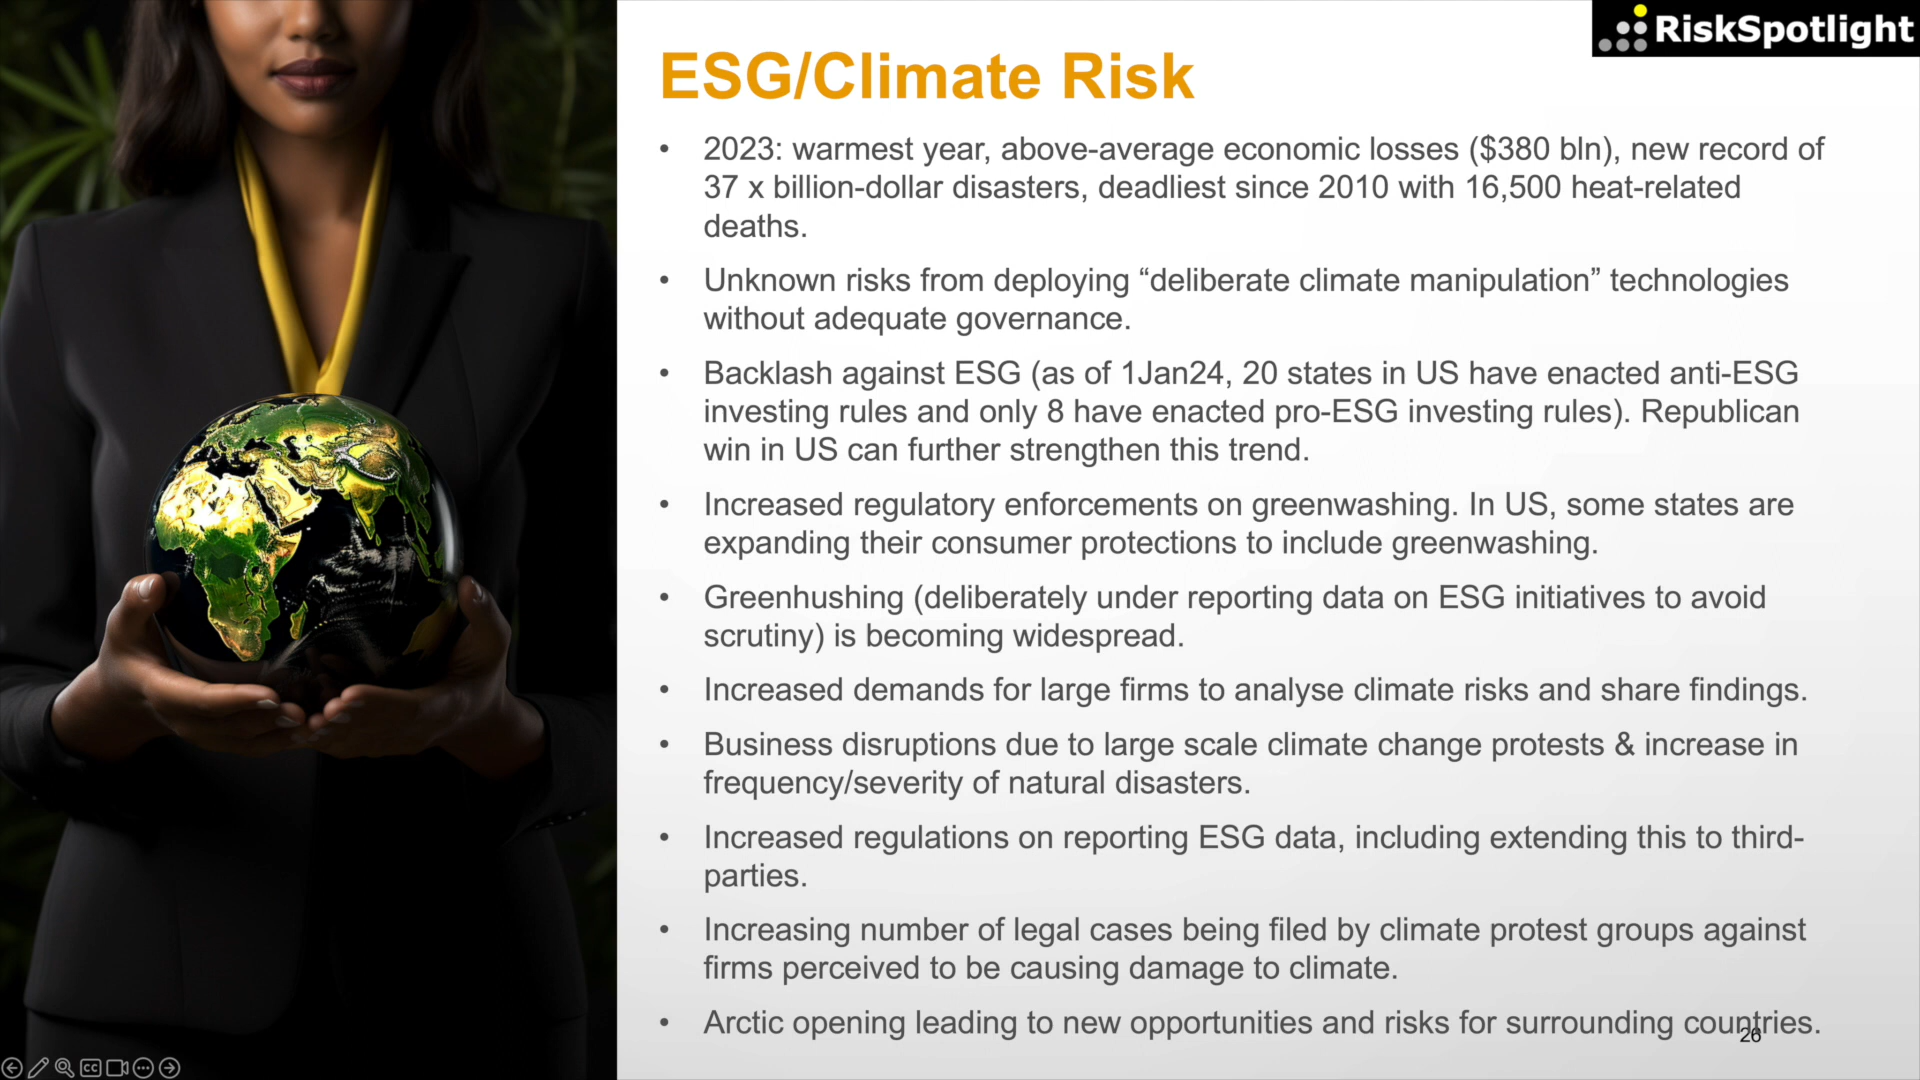 RiskSpotlight
ESG/Climate Risk
• 2023: warmest year, above-average economic losses ($380 bln), new record of
37 x billion-dollar disasters, deadliest since 2010 with 16,500 heat-related
deaths.
• Unknown risks from deploying “deliberate climate manipulation” technologies
without adequate governance.
• Backlash against ESG (as of 1Jan24, 20 states in US have enacted anti-ESG
investing rules and only 8 have enacted pro-ESG investing rules). Republican
win in US can further strengthen this trend.
• Increased regulatory enforcements on greenwashing. In US, some states are
expanding their consumer protections to include greenwashing.
• Greenhushing (deliberately under reporting data on ESG initiatives to avoid
scrutiny) is becoming widespread.
• Increased demands for large firms to analyse climate risks and share findings.
• Business disruptions due to large scale climate change protests & increase in
frequency/severity of natural disasters.
• Increased regulations on reporting ESG data, including extending this to third-
parties.
• Increasing number of legal cases being filed by climate protest groups against
firms perceived to be causing damage to climate.
• Arctic opening leading to new opportunities and risks for surrounding countries.
26
CC